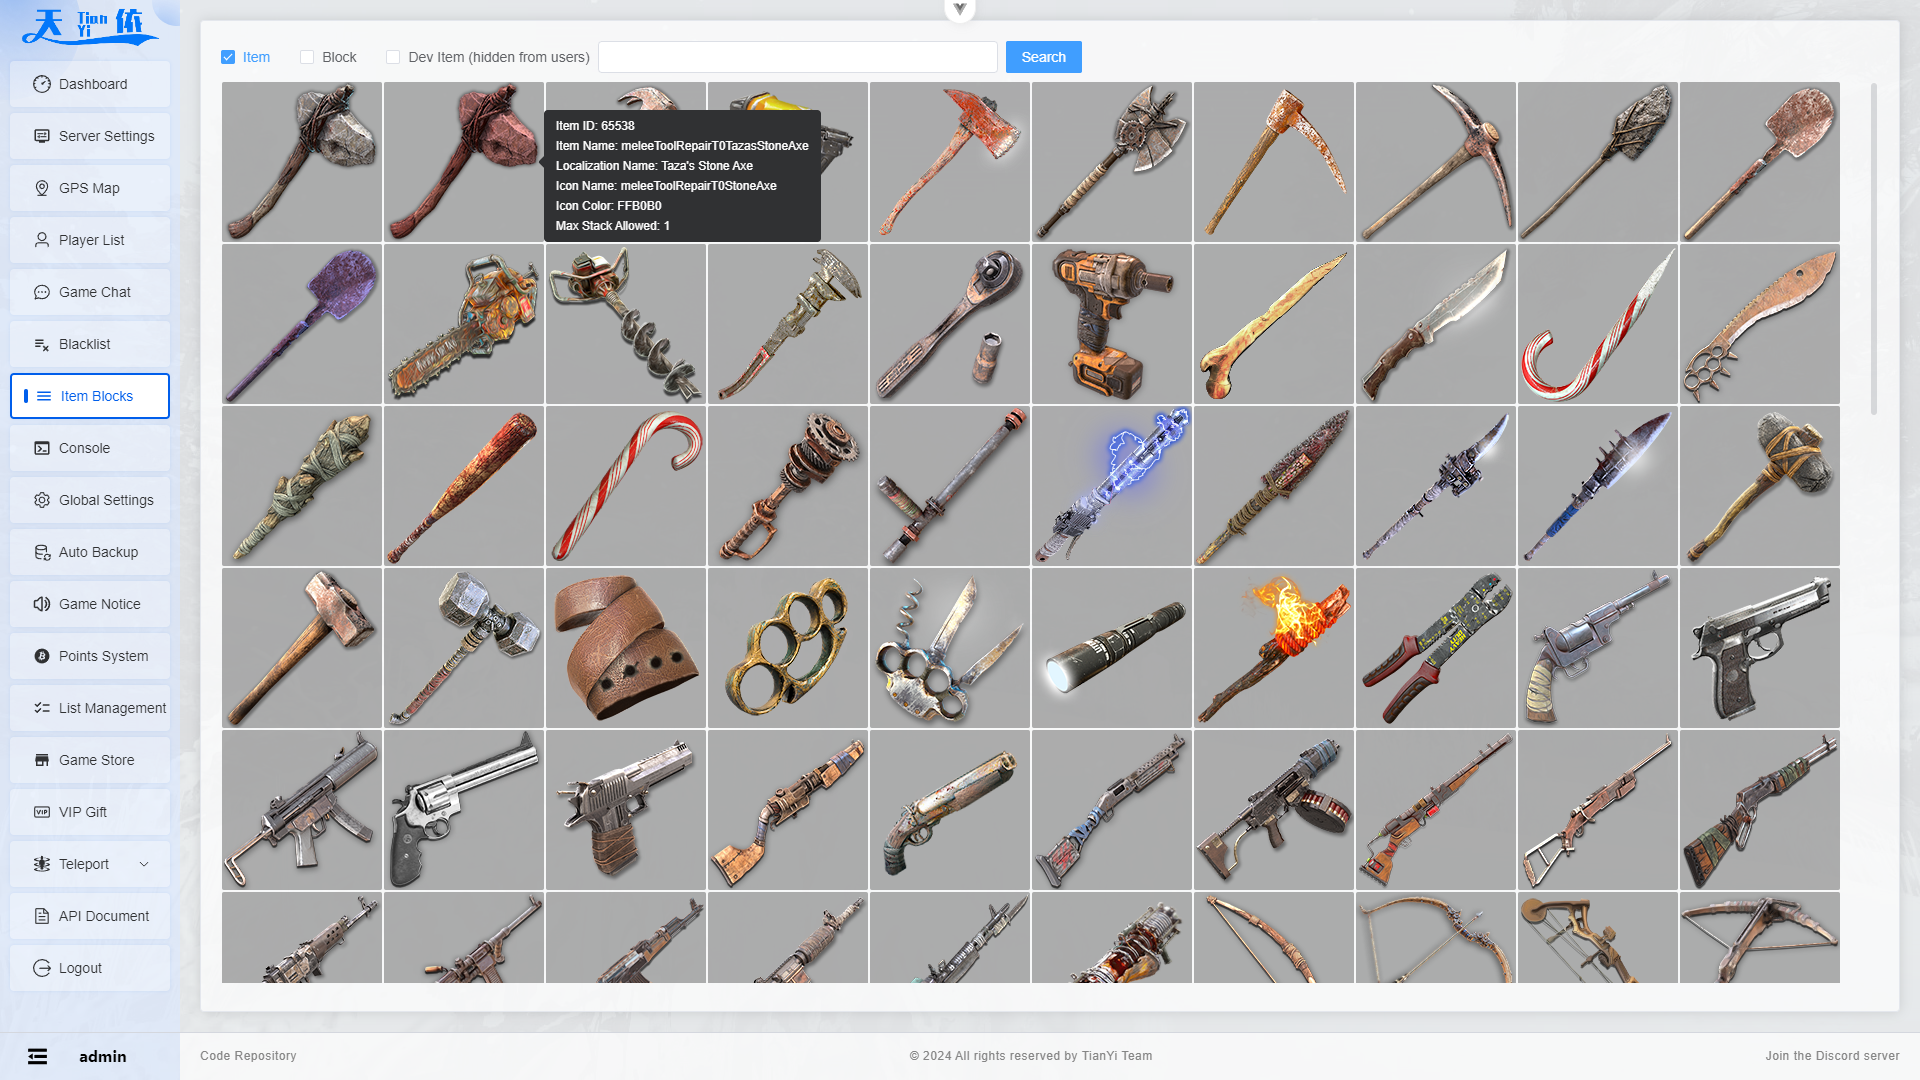 天 Tian Yi 依
Dashboard
Server Settings
GPS Map
Player List
Game Chat
Blacklist
Item Blocks
Console
Global Settings
Auto Backup
Game Notice
Points System
List Management
Game Store
VIP Gift
Teleport
API Document
Logout
admin
Item
Block
Dev Item (hidden from users)
Search
Item ID: 65538
Item Name: meleeToolRepairT0TazasStoneAxe
Localization Name: Taza's Stone Axe
Icon Name: meleeToolRepairT0StoneAxe
Icon Color: FFB0B0
Max Stack Allowed: 1
Code Repository
© 2024 All rights reserved by TianYi Team
Join the Discord server